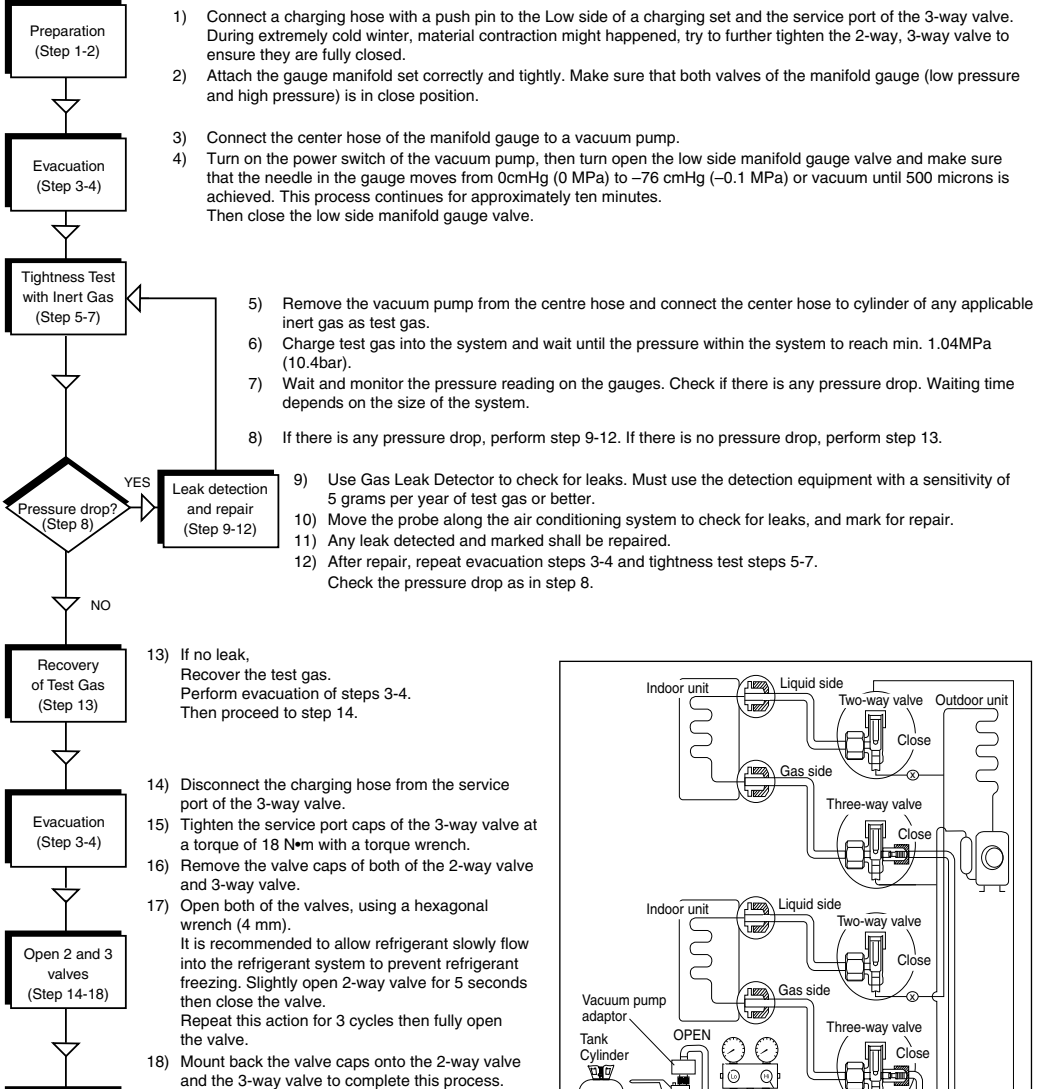 Preparation
(Step 1-2)
1) Connect a charging hose with a push pin to the Low side of a charging set and the service port of the 3-way valve.
During extremely cold winter, material contraction might happened, try to further tighten the 2-way, 3-way valve to
ensure they are fully closed.
2) Attach the gauge manifold set correctly and tightly. Make sure that both valves of the manifold gauge (low pressure
and high pressure) is in close position.
Evacuation
(Step 3-4)
3) Connect the center hose of the manifold gauge to a vacuum pump.
4) Turn on the power switch of the vacuum pump, then turn open the low side manifold gauge valve and make sure
that the needle in the gauge moves from 0cmHg (0 MPa) to –76 cmHg (–0.1 MPa) or vacuum until 500 microns is
achieved. This process continues for approximately ten minutes.
Then close the low side manifold gauge valve.
Tightness Test
with Inert Gas
(Step 5-7)
5) Remove the vacuum pump from the centre hose and connect the center hose to cylinder of any applicable
inert gas as test gas.
6) Charge test gas into the system and wait until the pressure within the system to reach min. 1.04MPa
(10.4bar).
7) Wait and monitor the pressure reading on the gauges. Check if there is any pressure drop. Waiting time
depends on the size of the system.
8) If there is any pressure drop, perform step 9-12. If there is no pressure drop, perform step 13.
Pressure drop?
(Step 8)
YES
Leak detection
and repair
(Step 9-12)
9) Use Gas Leak Detector to check for leaks. Must use the detection equipment with a sensitivity of
5 grams per year of test gas or better.
10) Move the probe along the air conditioning system to check for leaks, and mark for repair.
11) Any leak detected and marked shall be repaired.
12) After repair, repeat evacuation steps 3-4 and tightness test steps 5-7.
Check the pressure drop as in step 8.
NO
Recovery
of Test Gas
(Step 13)
13) If no leak,
Recover the test gas.
Perform evacuation of steps 3-4.
Then proceed to step 14.
Evacuation
(Step 3-4)
14) Disconnect the charging hose from the service
port of the 3-way valve.
15) Tighten the service port caps of the 3-way valve at
a torque of 18 N•m with a torque wrench.
16) Remove the valve caps of both of the 2-way valve
and 3-way valve.
17) Open both of the valves, using a hexagonal
wrench (4 mm).
It is recommended to allow refrigerant slowly flow
into the refrigerant system to prevent refrigerant
freezing. Slightly open 2-way valve for 5 seconds
then close the valve.
Repeat this action for 3 cycles then fully open
the valve.
Open 2 and 3
valves
(Step 14-18)
18) Mount back the valve caps onto the 2-way valve
and the 3-way valve to complete this process.
Indoor unit
Liquid side
Two-way valve
Outdoor unit
Close
Gas side
x
Three-way valve
Close
Indoor unit
Liquid side
Two-way valve
Close
Gas side
x
Vacuum pump
adaptor
Three-way valve
Tank
Cylinder
OPEN
Close
Lo
Hi